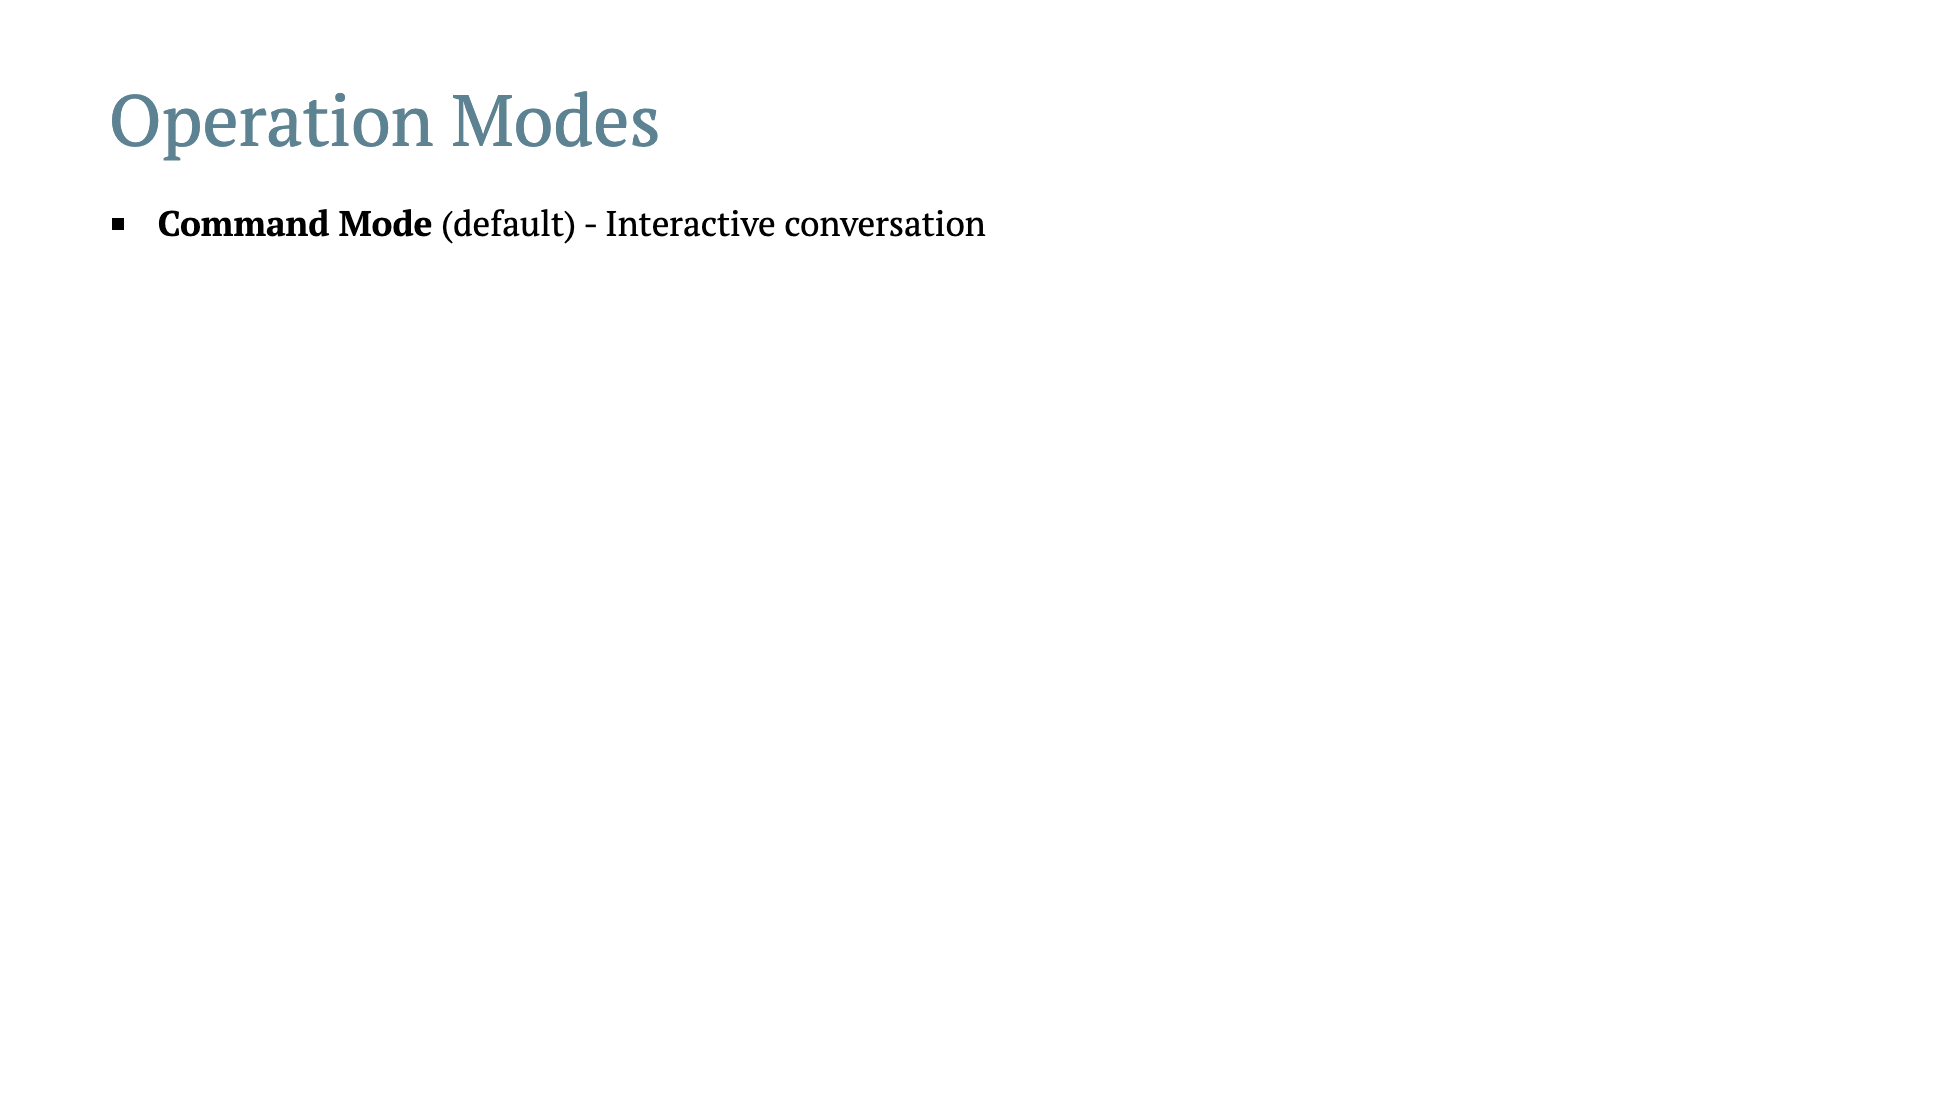 Operation Modes
▪ Command Mode (default) - Interactive conversation